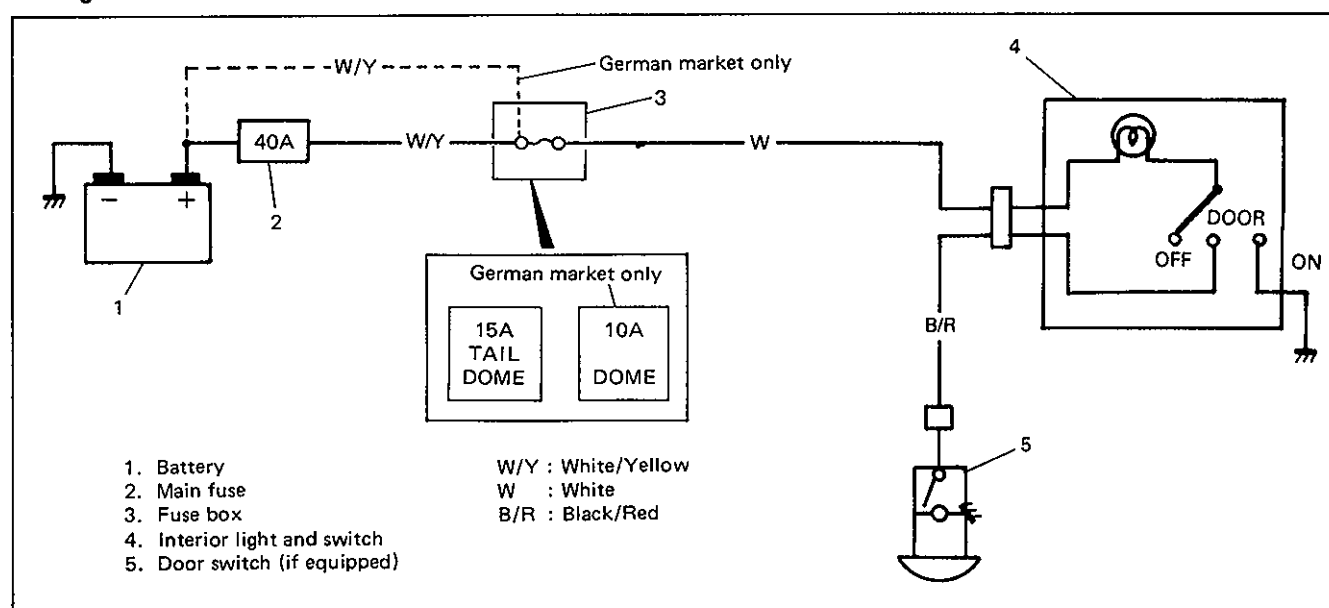 4
W/Y
German market only
3
40A
W/Y
W
2
1
DOOR
OFF
ON
German market only
15A
TAIL
DOME
10A
DOME
B/R
5
1. Battery
2. Main fuse
3. Fuse box
4. Interior light and switch
5. Door switch (if equipped)
W/Y : White/Yellow
W : White
B/R : Black/Red